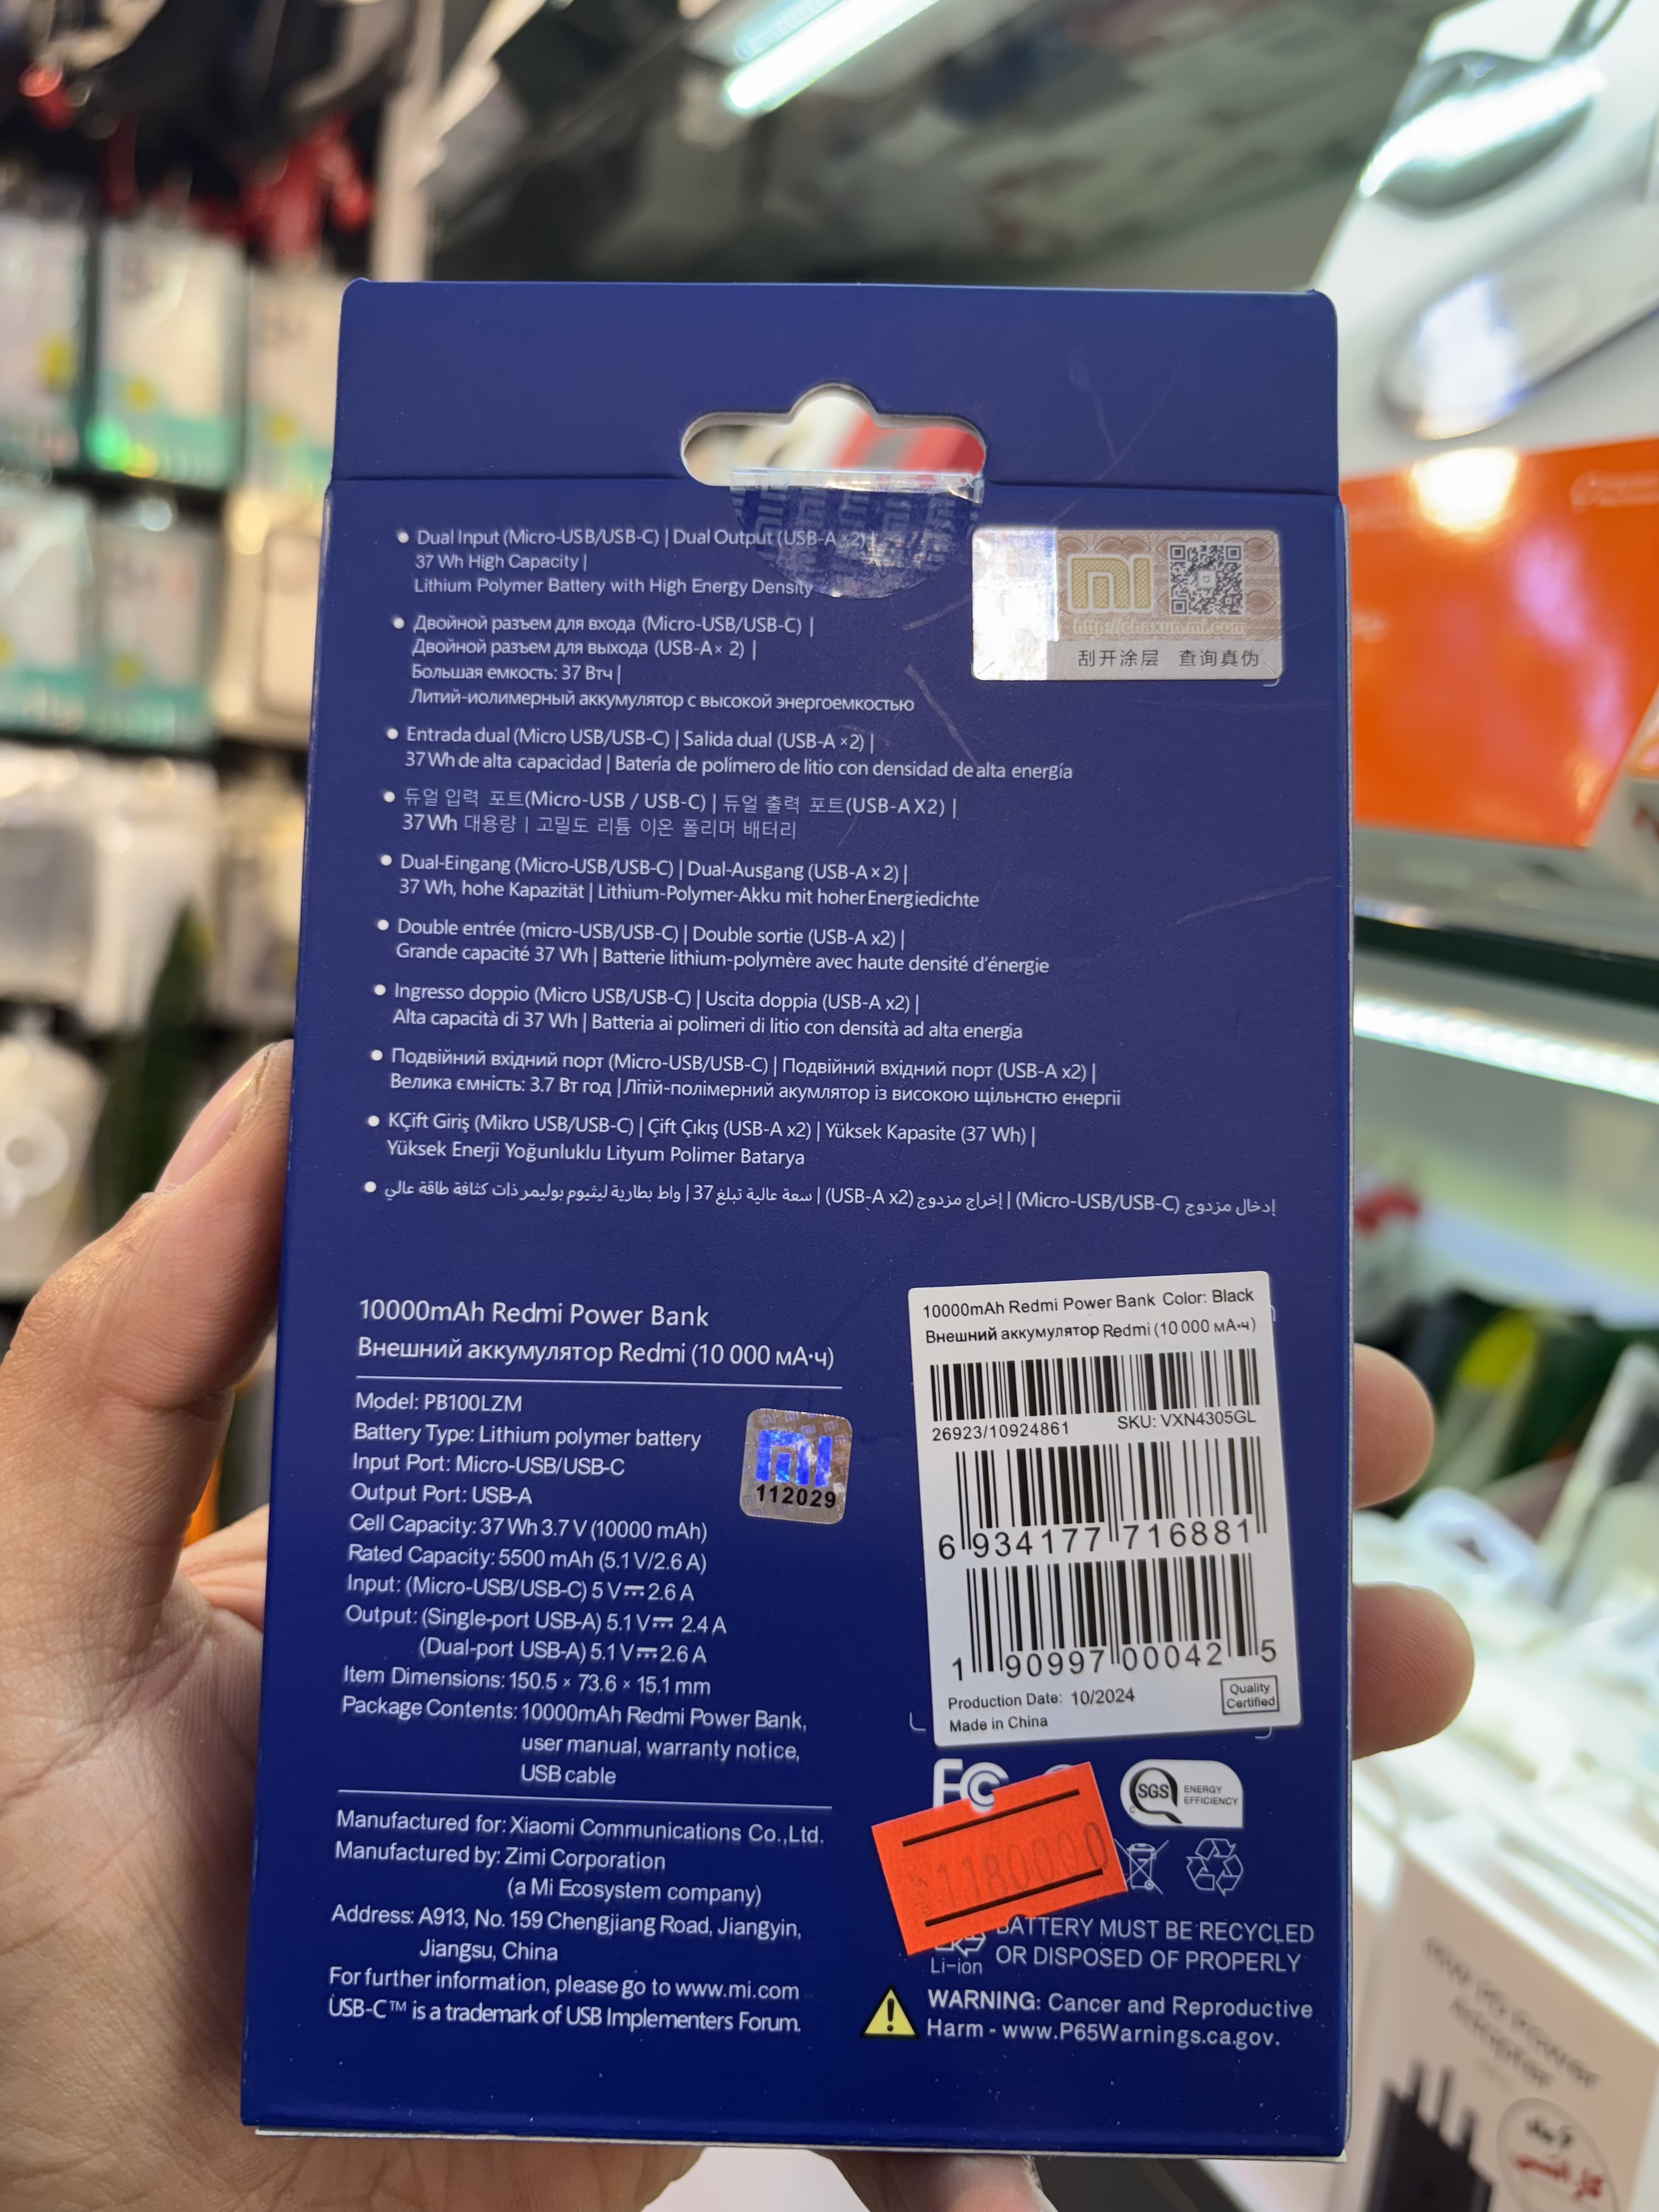 Dual Input (Micro-USB/USB-C) | Dual Output (USB-A ×2) |
37 Wh High Capacity |
Lithium Polymer Battery with High Energy Density
Двойной разъем для входа (Micro-USB/USB-C) |
Двойной разъем для выхода (USB-A× 2) |
Большая емкость: 37 Втч |
Литий-иолимерный аккумулятор с высокой энергоемкостью
Entrada dual (Micro USB/USB-C) | Salida dual (USB-A ×2) |
37 Wh de alta capacidad | Batería de polímero de litio con densidad de alta energía
듀얼 입력 포트(Micro-USB / USB-C) | 듀얼 출력 포트(USB-A X2) |
37 Wh 대용량 | 고밀도 리튬 이온 폴리머 배터리
Dual-Eingang (Micro-USB/USB-C) | Dual-Ausgang (USB-A × 2) |
37 Wh, hohe Kapazität | Lithium-Polymer-Akku mit hoher Energiedichte
Double entrée (micro-USB/USB-C) | Double sortie (USB-A x2) |
Grande capacité 37 Wh | Batterie lithium-polymère avec haute densité d'énergie
Ingresso doppio (Micro USB/USB-C) | Uscita doppia (USB-A x2) |
Alta capacità di 37 Wh | Batteria ai polimeri di litio con densità ad alta energia
Подвійний вхідний порт (Micro-USB/USB-C) | Подвійний вхідний порт (USB-A x2) |
Велика ємність: 3.7 Вт год | Літій-полімерний акумлятор із високою щільнстю енергії
KÇift Giriş (Mikro USB/USB-C) | Çift Çıkış (USB-A x2) | Yüksek Kapasite (37 Wh) |
Yüksek Enerji Yoğunluklu Lityum Polimer Batarya
إدخال مزدوج (Micro-USB/USB-C) | إخراج مزدوج (USB-A x2) | سعة عالية تبلغ 37 | واط بطارية ليثيوم بوليمر ذات كثافة طاقة عالي
mi
http://chaxun.mi.com
刮开涂层 查询真伪
10000mAh Redmi Power Bank
Внешний аккумулятор Redmi (10 000 мА·ч)
Model: PB100LZM
Battery Type: Lithium polymer battery
Input Port: Micro-USB/USB-C
Output Port: USB-A
Cell Capacity: 37 Wh 3.7 V (10000 mAh)
Rated Capacity: 5500 mAh (5.1 V/2.6 A)
Input: (Micro-USB/USB-C) 5 V⎓2.6 A
Output: (Single-port USB-A) 5.1 V⎓ 2.4 A
(Dual-port USB-A) 5.1 V⎓2.6 A
Item Dimensions: 150.5 × 73.6 × 15.1 mm
Package Contents: 10000mAh Redmi Power Bank,
user manual, warranty notice,
USB cable
mi
112029
Manufactured for: Xiaomi Communications Co.,Ltd.
Manufactured by: Zimi Corporation
(a Mi Ecosystem company)
Address: A913, No. 159 Chengjiang Road, Jiangyin,
Jiangsu, China
For further information, please go to www.mi.com
USB-C™ is a trademark of USB Implementers Forum.
10000mAh Redmi Power Bank Color: Black
Внешний аккумулятор Redmi (10 000 мА·ч)
26923/10924861 SKU: VXN4305GL
6 934177 716881
1 90997 00042 5
Production Date: 10/2024
Made in China
Quality
Certified
FC
SGS ENERGY
EFFICIENCY
1180000
BATTERY MUST BE RECYCLED
OR DISPOSED OF PROPERLY
Li-ion
WARNING: Cancer and Reproductive
Harm - www.P65Warnings.ca.gov.